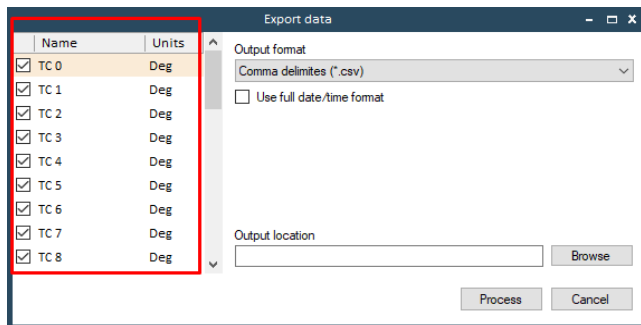 Export data
Name Units
TC 0 Deg
TC 1 Deg
TC 2 Deg
TC 3 Deg
TC 4 Deg
TC 5 Deg
TC 6 Deg
TC 7 Deg
TC 8 Deg
Output format
Comma delimites (*.csv)
Use full date/time format
Output location
Browse
Process Cancel